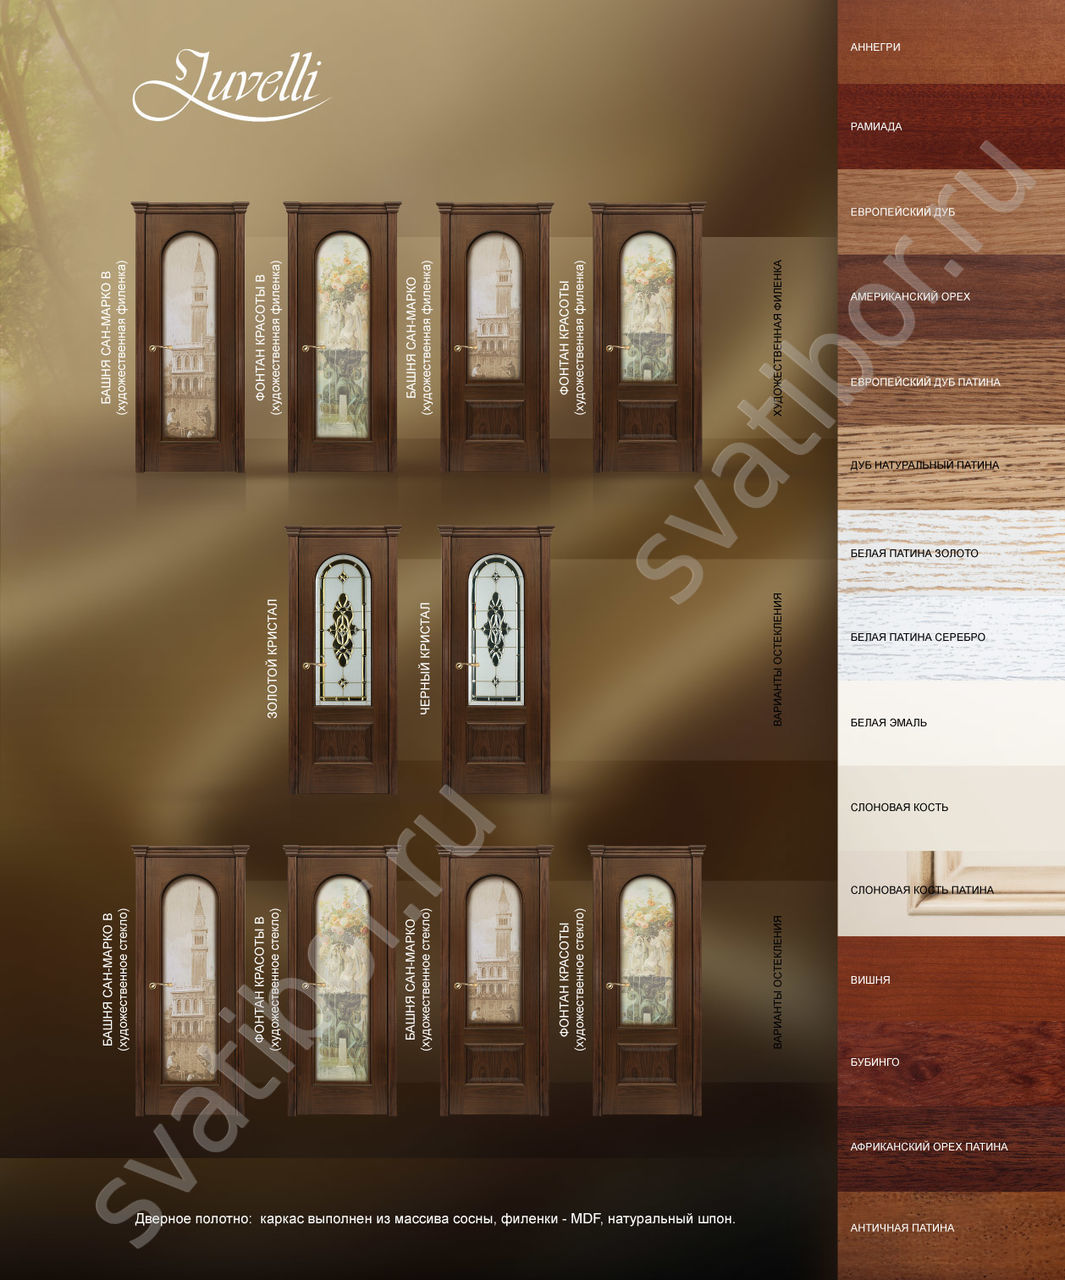 Juvelli
БАШНЯ САН-МАРКО В
(художественная филенка)
ФОНТАН КРАСОТЫ В
(художественная филенка)
БАШНЯ САН-МАРКО
(художественная филенка)
ФОНТАН КРАСОТЫ
(художественная филенка)
ХУДОЖЕСТВЕННАЯ ФИЛЕНКА
ЗОЛОТОЙ КРИСТАЛ
ЧЕРНЫЙ КРИСТАЛ
ВАРИАНТЫ ОСТЕКЛЕНИЯ
БАШНЯ САН-МАРКО В
(художественное стекло)
ФОНТАН КРАСОТЫ В
(художественное стекло)
БАШНЯ САН-МАРКО
(художественное стекло)
ФОНТАН КРАСОТЫ
(художественное стекло)
ВАРИАНТЫ ОСТЕКЛЕНИЯ
Дверное полотно: каркас выполнен из массива сосны, филенки - MDF, натуральный шпон.
АННЕГРИ
РАМИАДА
ЕВРОПЕЙСКИЙ ДУБ
АМЕРИКАНСКИЙ ОРЕХ
ЕВРОПЕЙСКИЙ ДУБ ПАТИНА
ДУБ НАТУРАЛЬНЫЙ ПАТИНА
БЕЛАЯ ПАТИНА ЗОЛОТО
БЕЛАЯ ПАТИНА СЕРЕБРО
БЕЛАЯ ЭМАЛЬ
СЛОНОВАЯ КОСТЬ
СЛОНОВАЯ КОСТЬ ПАТИНА
ВИШНЯ
БУБИНГО
АФРИКАНСКИЙ ОРЕХ ПАТИНА
АНТИЧНАЯ ПАТИНА
svatibor.ru
svatibor.ru